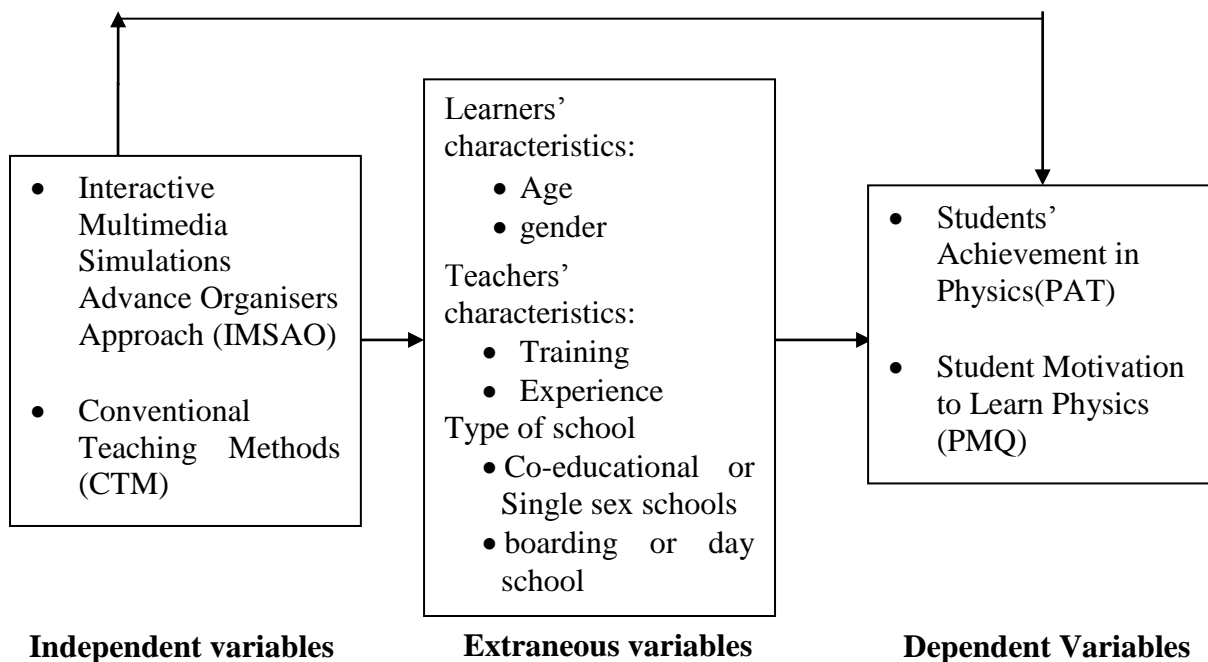 • Interactive
Multimedia
Simulations
Advance Organisers
Approach (IMSAO)
• Conventional
Teaching Methods
(CTM)
Independent variables
Learners’
characteristics:
• Age
• gender
Teachers’
characteristics:
• Training
• Experience
Type of school
• Co-educational or
Single sex schools
• boarding or day
school
Extraneous variables
• Students’
Achievement in
Physics(PAT)
• Student Motivation
to Learn Physics
(PMQ)
Dependent Variables